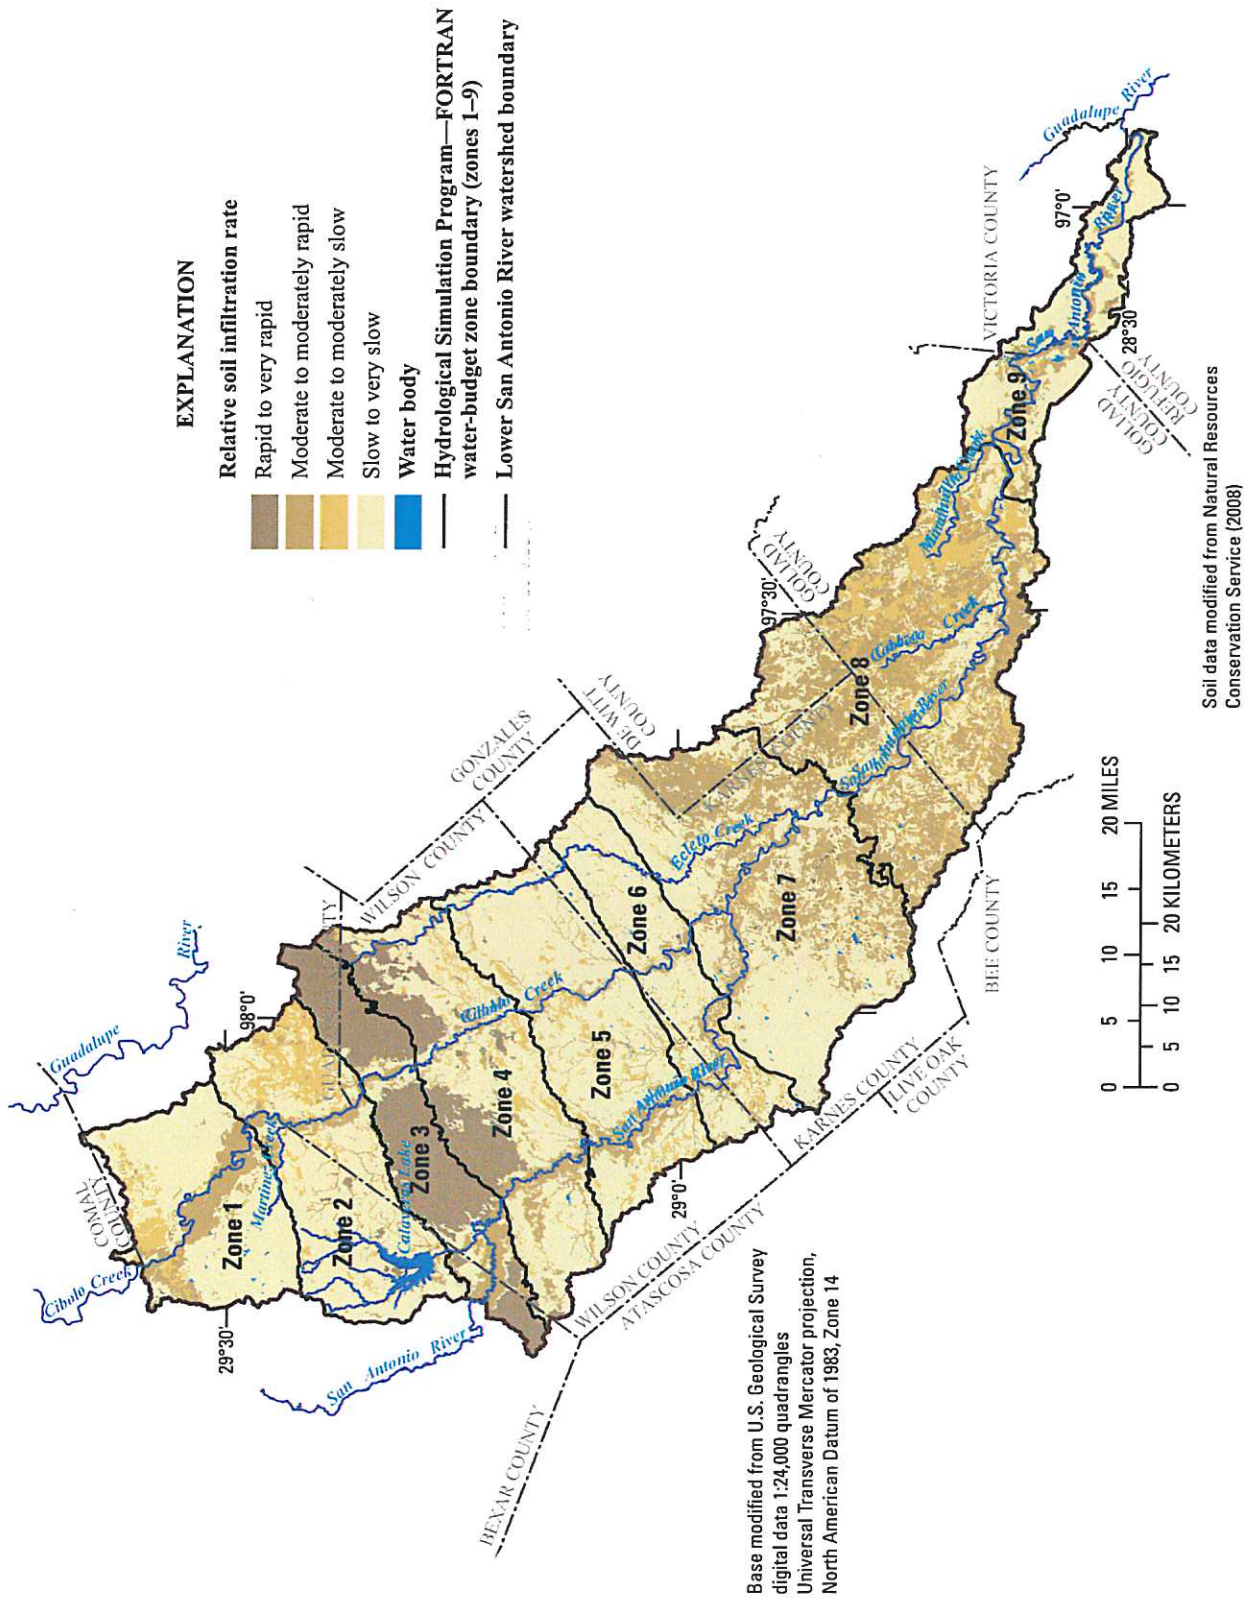 EXPLANATION
Relative soil infiltration rate
Rapid to very rapid
Moderate to moderately rapid
Moderate to moderately slow
Slow to very slow
Water body
Hydrological Simulation Program—FORTRAN
water-budget zone boundary (zones 1–9)
Lower San Antonio River watershed boundary
Guadalupe River
97°0'
VICTORIA COUNTY
San Antonio River
28°30'
Zone 9
GOLIAD
COUNTY
REFUGIO
COUNTY
Creek
GOLIAD
COUNTY
97°30'
Creek
Zone 8
San Antonio River
DE WITT
COUNTY
KARNES COUNTY
GONZALES
COUNTY
WILSON COUNTY
Ecleto Creek
Zone 7
Zone 6
BEE COUNTY
Cibolo Creek
Zone 5
San Antonio River
Zone 4
KARNES COUNTY
LIVE OAK
COUNTY
29°0'
WILSON COUNTY
ATASCOSA COUNTY
Guadalupe River
98°0'
Zone 3
Calaveras Lake
Zone 2
Martinez Creek
Zone 1
COMAL
COUNTY
Cibolo Creek
29°30'
San Antonio River
BEXAR COUNTY
0 5 10 15 20 MILES
0 5 10 15 20 KILOMETERS
Base modified from U.S. Geological Survey
digital data 1:24,000 quadrangles
Universal Transverse Mercator projection,
North American Datum of 1983, Zone 14
Soil data modified from Natural Resources
Conservation Service (2008)